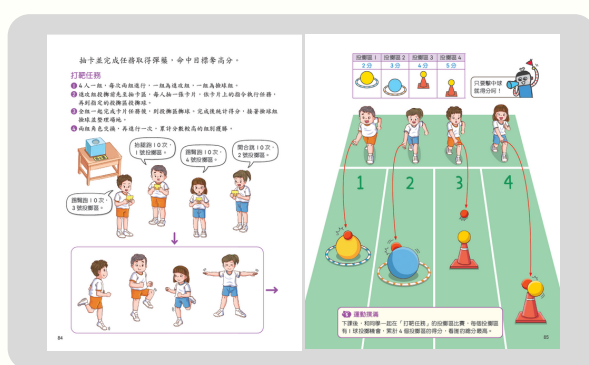 抽卡並完成任務取得彈藥，命中目標奪高分。
打靶任務
❶ 4人一組，每次兩組進行，一組為進攻組，一組為撿球組。
❷ 進攻組投擲前先至抽卡區，每人抽一張卡片，依卡片上的指令執行任務，
再到指定的投擲區投擲球。
❸ 全組一起完成卡片任務後，到投擲區擲球，完成後統計得分，接著撿球組
撿球並整理場地。
❹ 兩組角色交換，再進行一次，累計分數較高的組別獲勝。
抬腿跑10次，
1號投擲區。
開合跳10次，
2號投擲區。
踢臀跑10次，
4號投擲區。
踢臀跑10次，
3號投擲區。
84
投擲區1
投擲區2
投擲區3
投擲區4
2分
3分
4分
5分
只要擊中球
就得分喔！
1
2
3
4
運動撲滿
下課後，和同學一起在「打靶任務」的投擲區比賽，每個投擲區
有1球投擲機會，累計4個投擲區的得分，看誰的總分最高。
85